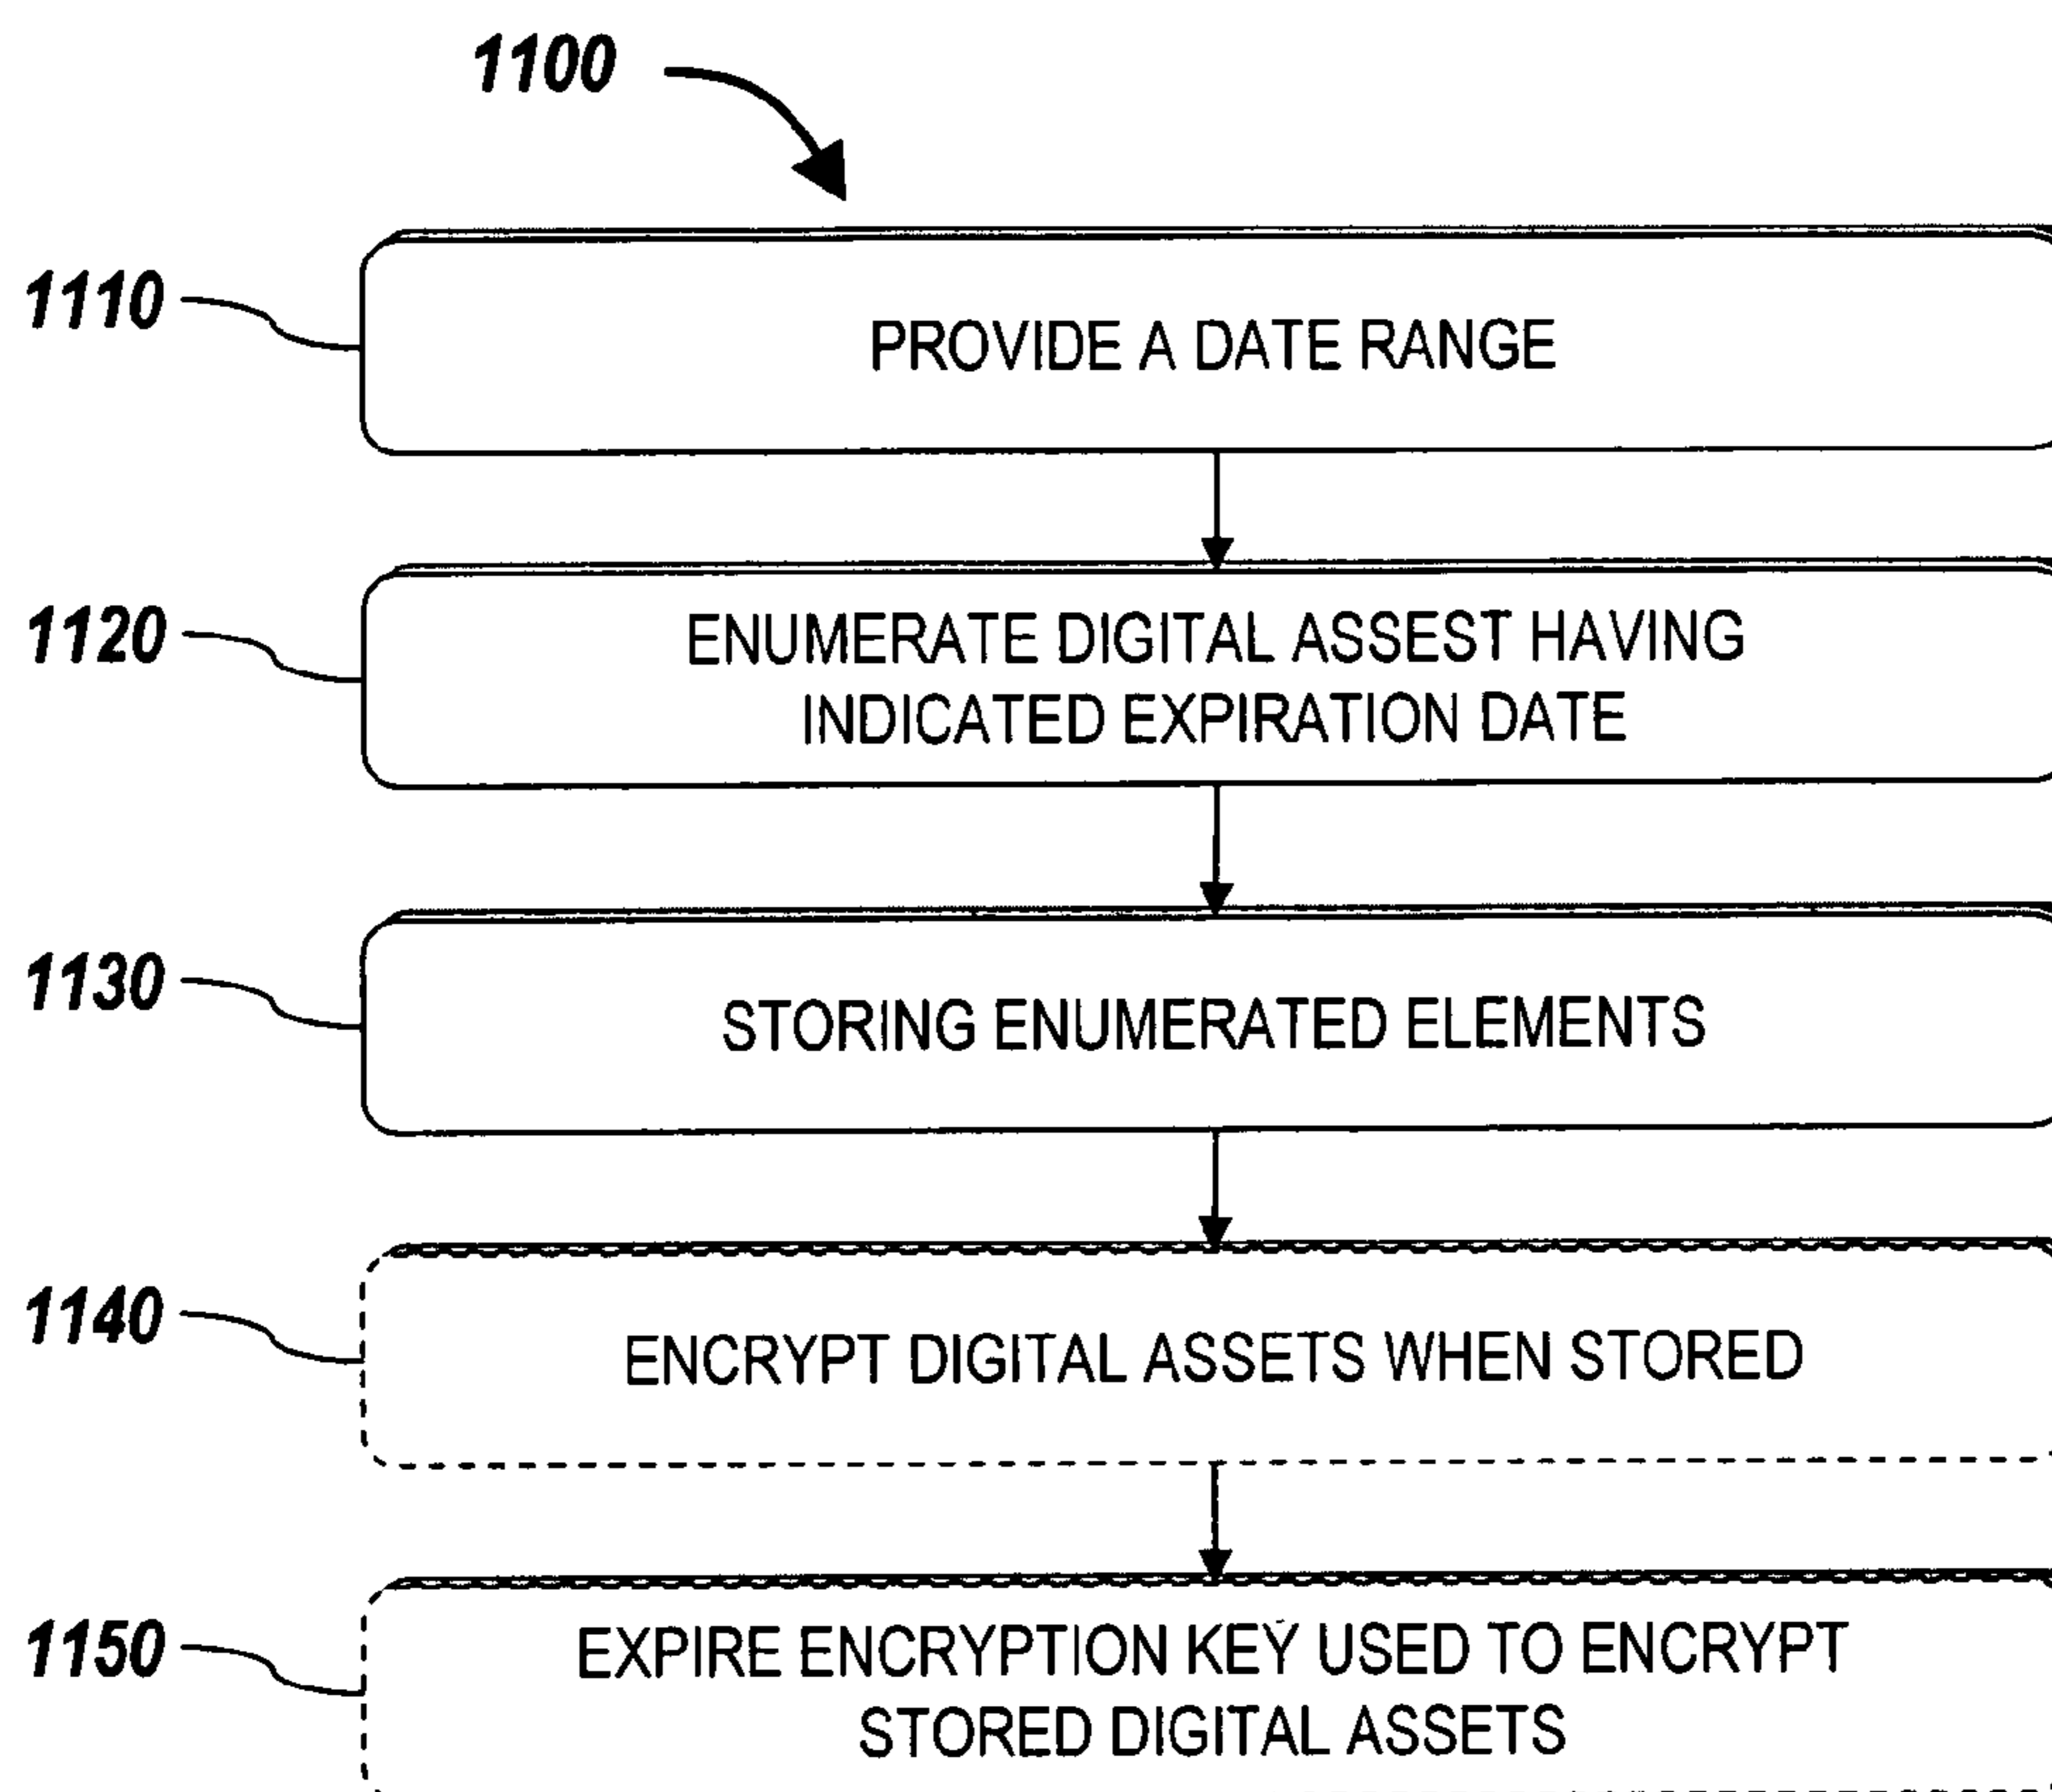 1100
1110
PROVIDE A DATE RANGE
1120
ENUMERATE DIGITAL ASSEST HAVING
INDICATED EXPIRATION DATE
1130
STORING ENUMERATED ELEMENTS
1140
ENCRYPT DIGITAL ASSETS WHEN STORED
1150
EXPIRE ENCRYPTION KEY USED TO ENCRYPT
STORED DIGITAL ASSETS